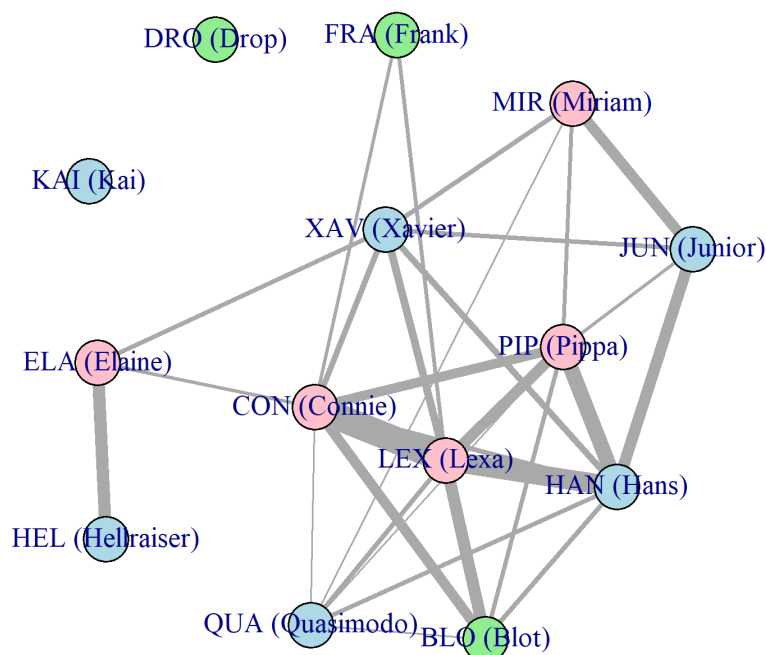 DRO (Drop)
FRA (Frank)
MIR (Miriam)
KAI (Kai)
XAV (Xavier)
JUN (Junior)
PIP (Pippa)
ELA (Elaine)
CON (Connie)
LEX (Lexa)
HAN (Hans)
HEL (Hellraiser)
QUA (Quasimodo)
BLO (Blot)